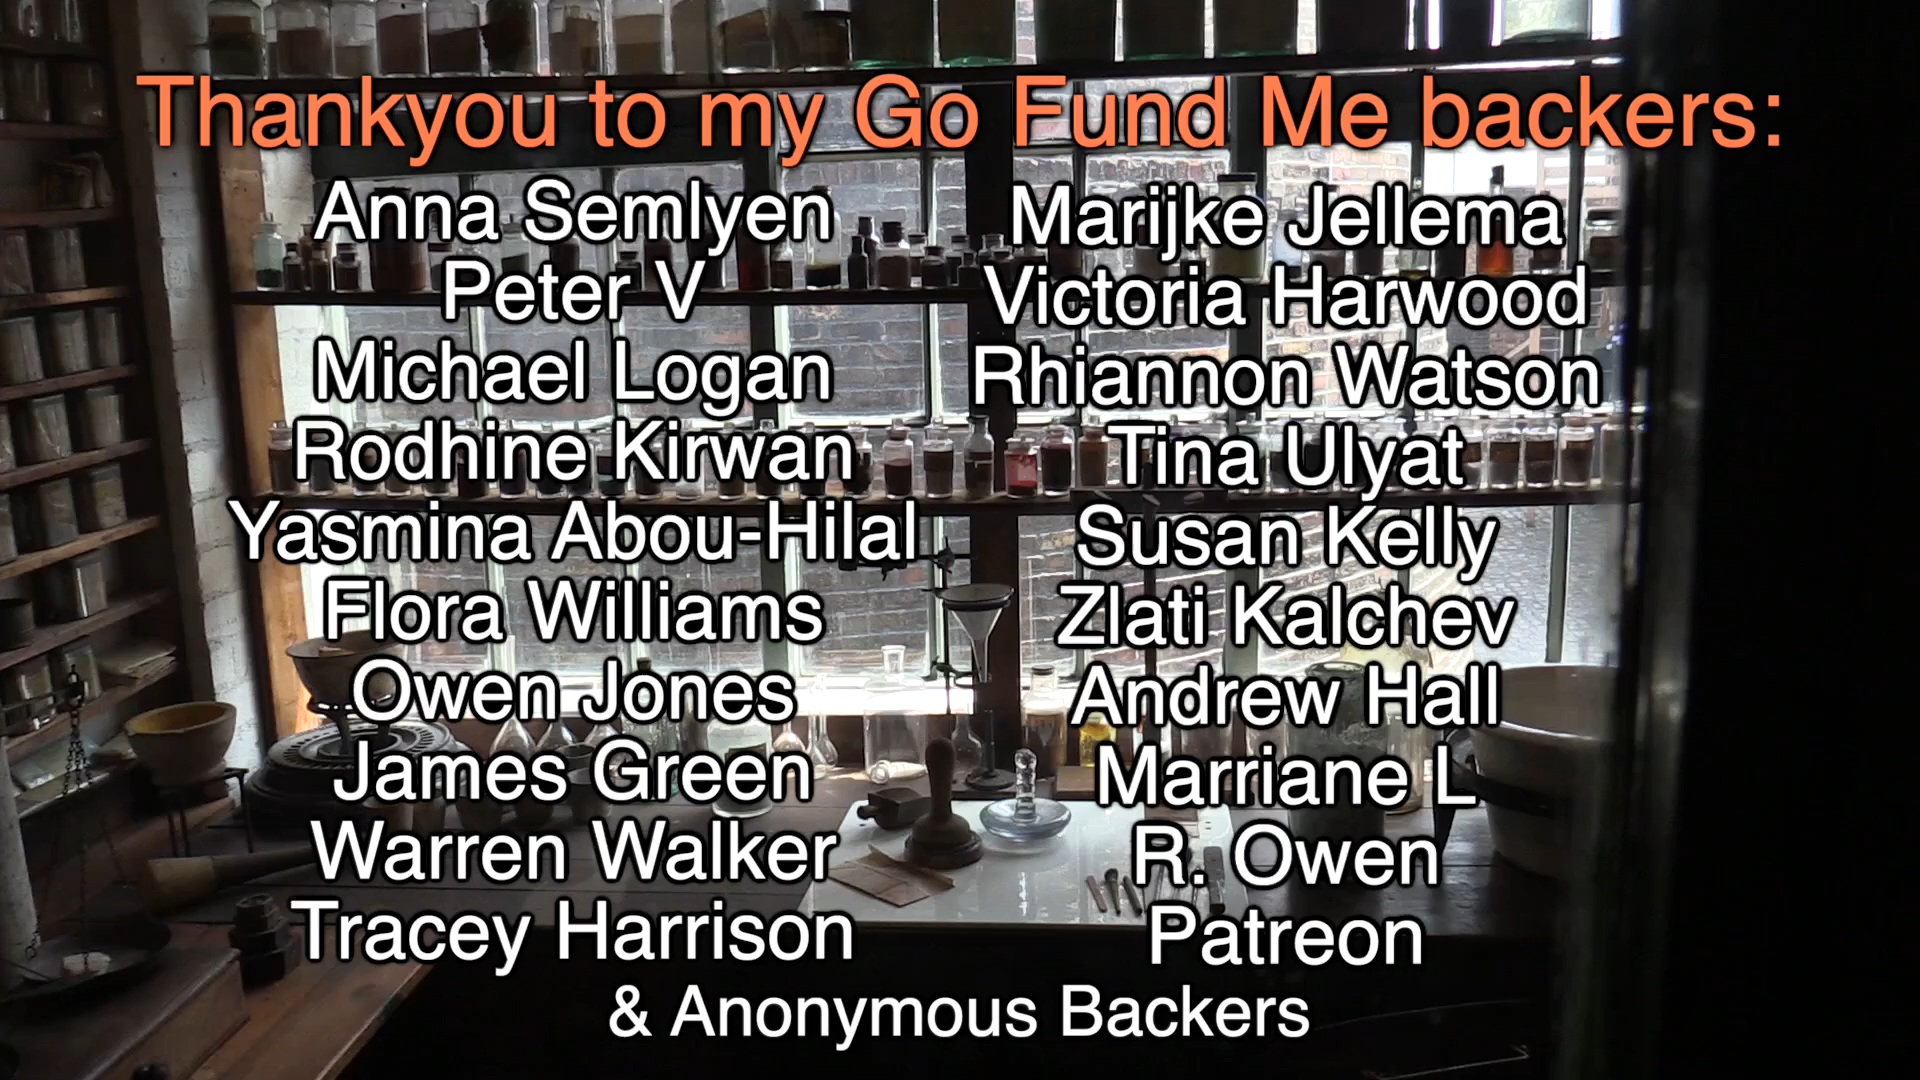 Thankyou to my Go Fund Me backers:
Anna Semlyen
Peter V
Michael Logan
Rodhine Kirwan
Yasmina Abou-Hilal
Flora Williams
Owen Jones
James Green
Warren Walker
Tracey Harrison
Marijke Jellema
Victoria Harwood
Rhiannon Watson
Tina Ulyat
Susan Kelly
Zlati Kalchev
Andrew Hall
Marriane L
R. Owen
Patreon
& Anonymous Backers